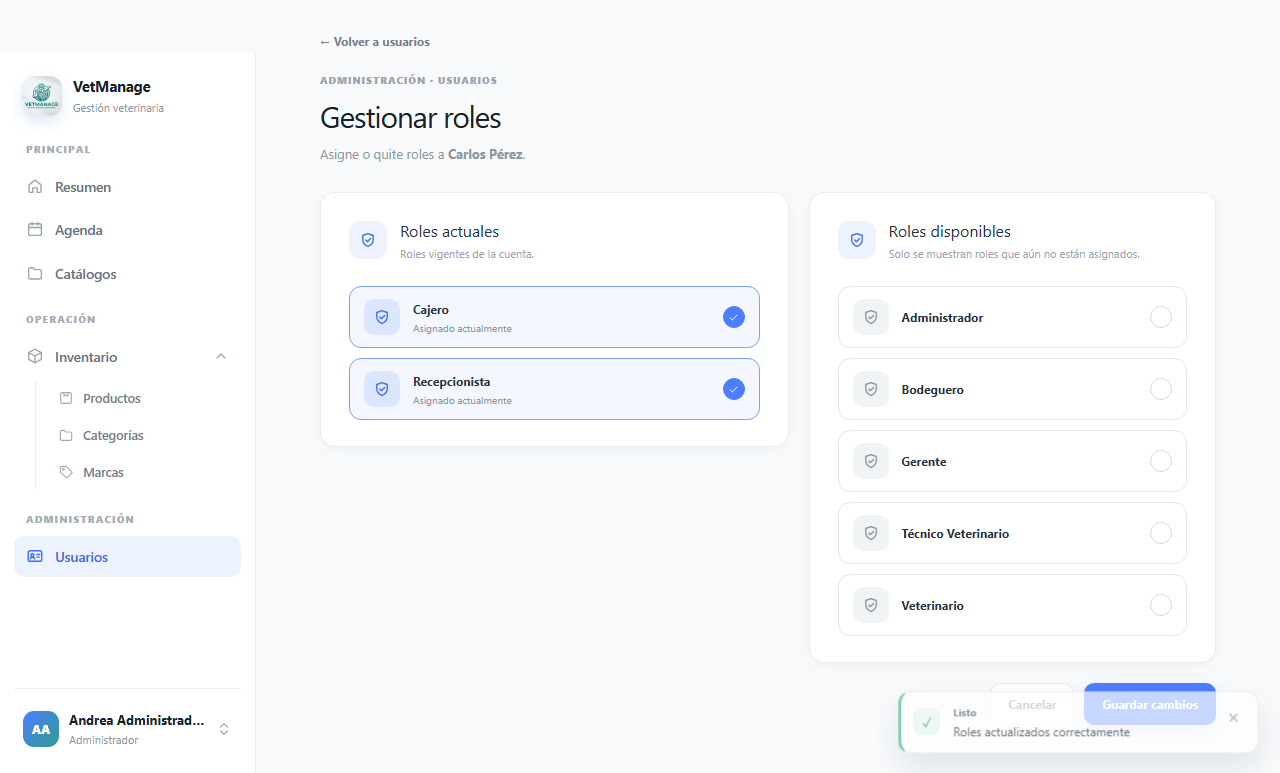 ← Volver a usuarios
VETMANAGE
VetManage
Gestión veterinaria
PRINCIPAL
Resumen
Agenda
Catálogos
OPERACIÓN
Inventario
Productos
Categorías
Marcas
ADMINISTRACIÓN
Usuarios
AA
Andrea Administrad...
Administrador
ADMINISTRACIÓN · USUARIOS
Gestionar roles
Asigne o quite roles a Carlos Pérez.
Roles actuales
Roles vigentes de la cuenta.
Cajero
Asignado actualmente
Recepcionista
Asignado actualmente
Roles disponibles
Solo se muestran roles que aún no están asignados.
Administrador
Bodeguero
Gerente
Técnico Veterinario
Veterinario
Cancelar
Guardar cambios
Listo
Roles actualizados correctamente